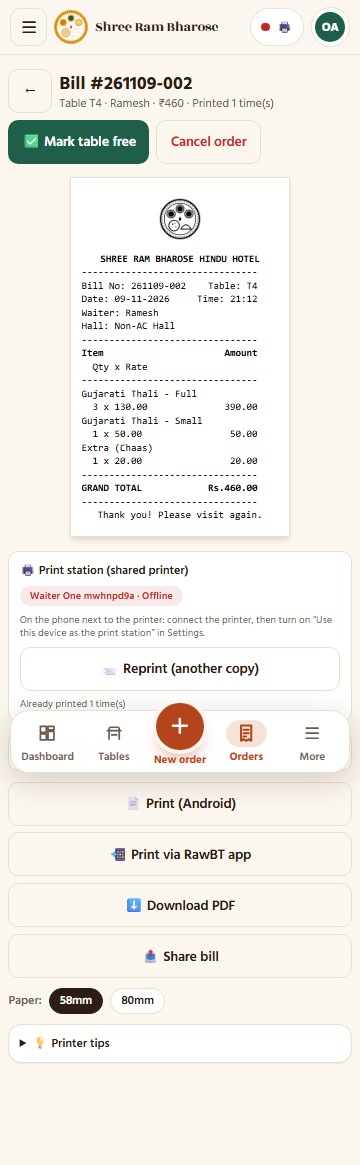 Shree Ram Bharose
OA
←
Bill #261109-002
Table T4 · Ramesh · ₹460 · Printed 1 time(s)
✅ Mark table free
Cancel order
SHREE RAM BHAROSE HINDU HOTEL
--------------------------------
Bill No: 261109-002 Table: T4
Date: 09-11-2026 Time: 21:12
Waiter: Ramesh
Hall: Non-AC Hall
--------------------------------
Item Amount
Qty x Rate
--------------------------------
Gujarati Thali - Full
3 x 130.00 390.00
Gujarati Thali - Small
1 x 50.00 50.00
Extra (Chaas)
1 x 20.00 20.00
--------------------------------
GRAND TOTAL Rs.460.00
--------------------------------
Thank you! Please visit again.
Print station (shared printer)
Waiter One mwhnpd9a · Offline
On the phone next to the printer: connect the printer, then turn on “Use
this device as the print station” in Settings.
Reprint (another copy)
Already printed 1 time(s)
Dashboard
Tables
+
New order
Orders
More
Print (Android)
Print via RawBT app
Download PDF
Share bill
Paper: 58mm 80mm
Printer tips